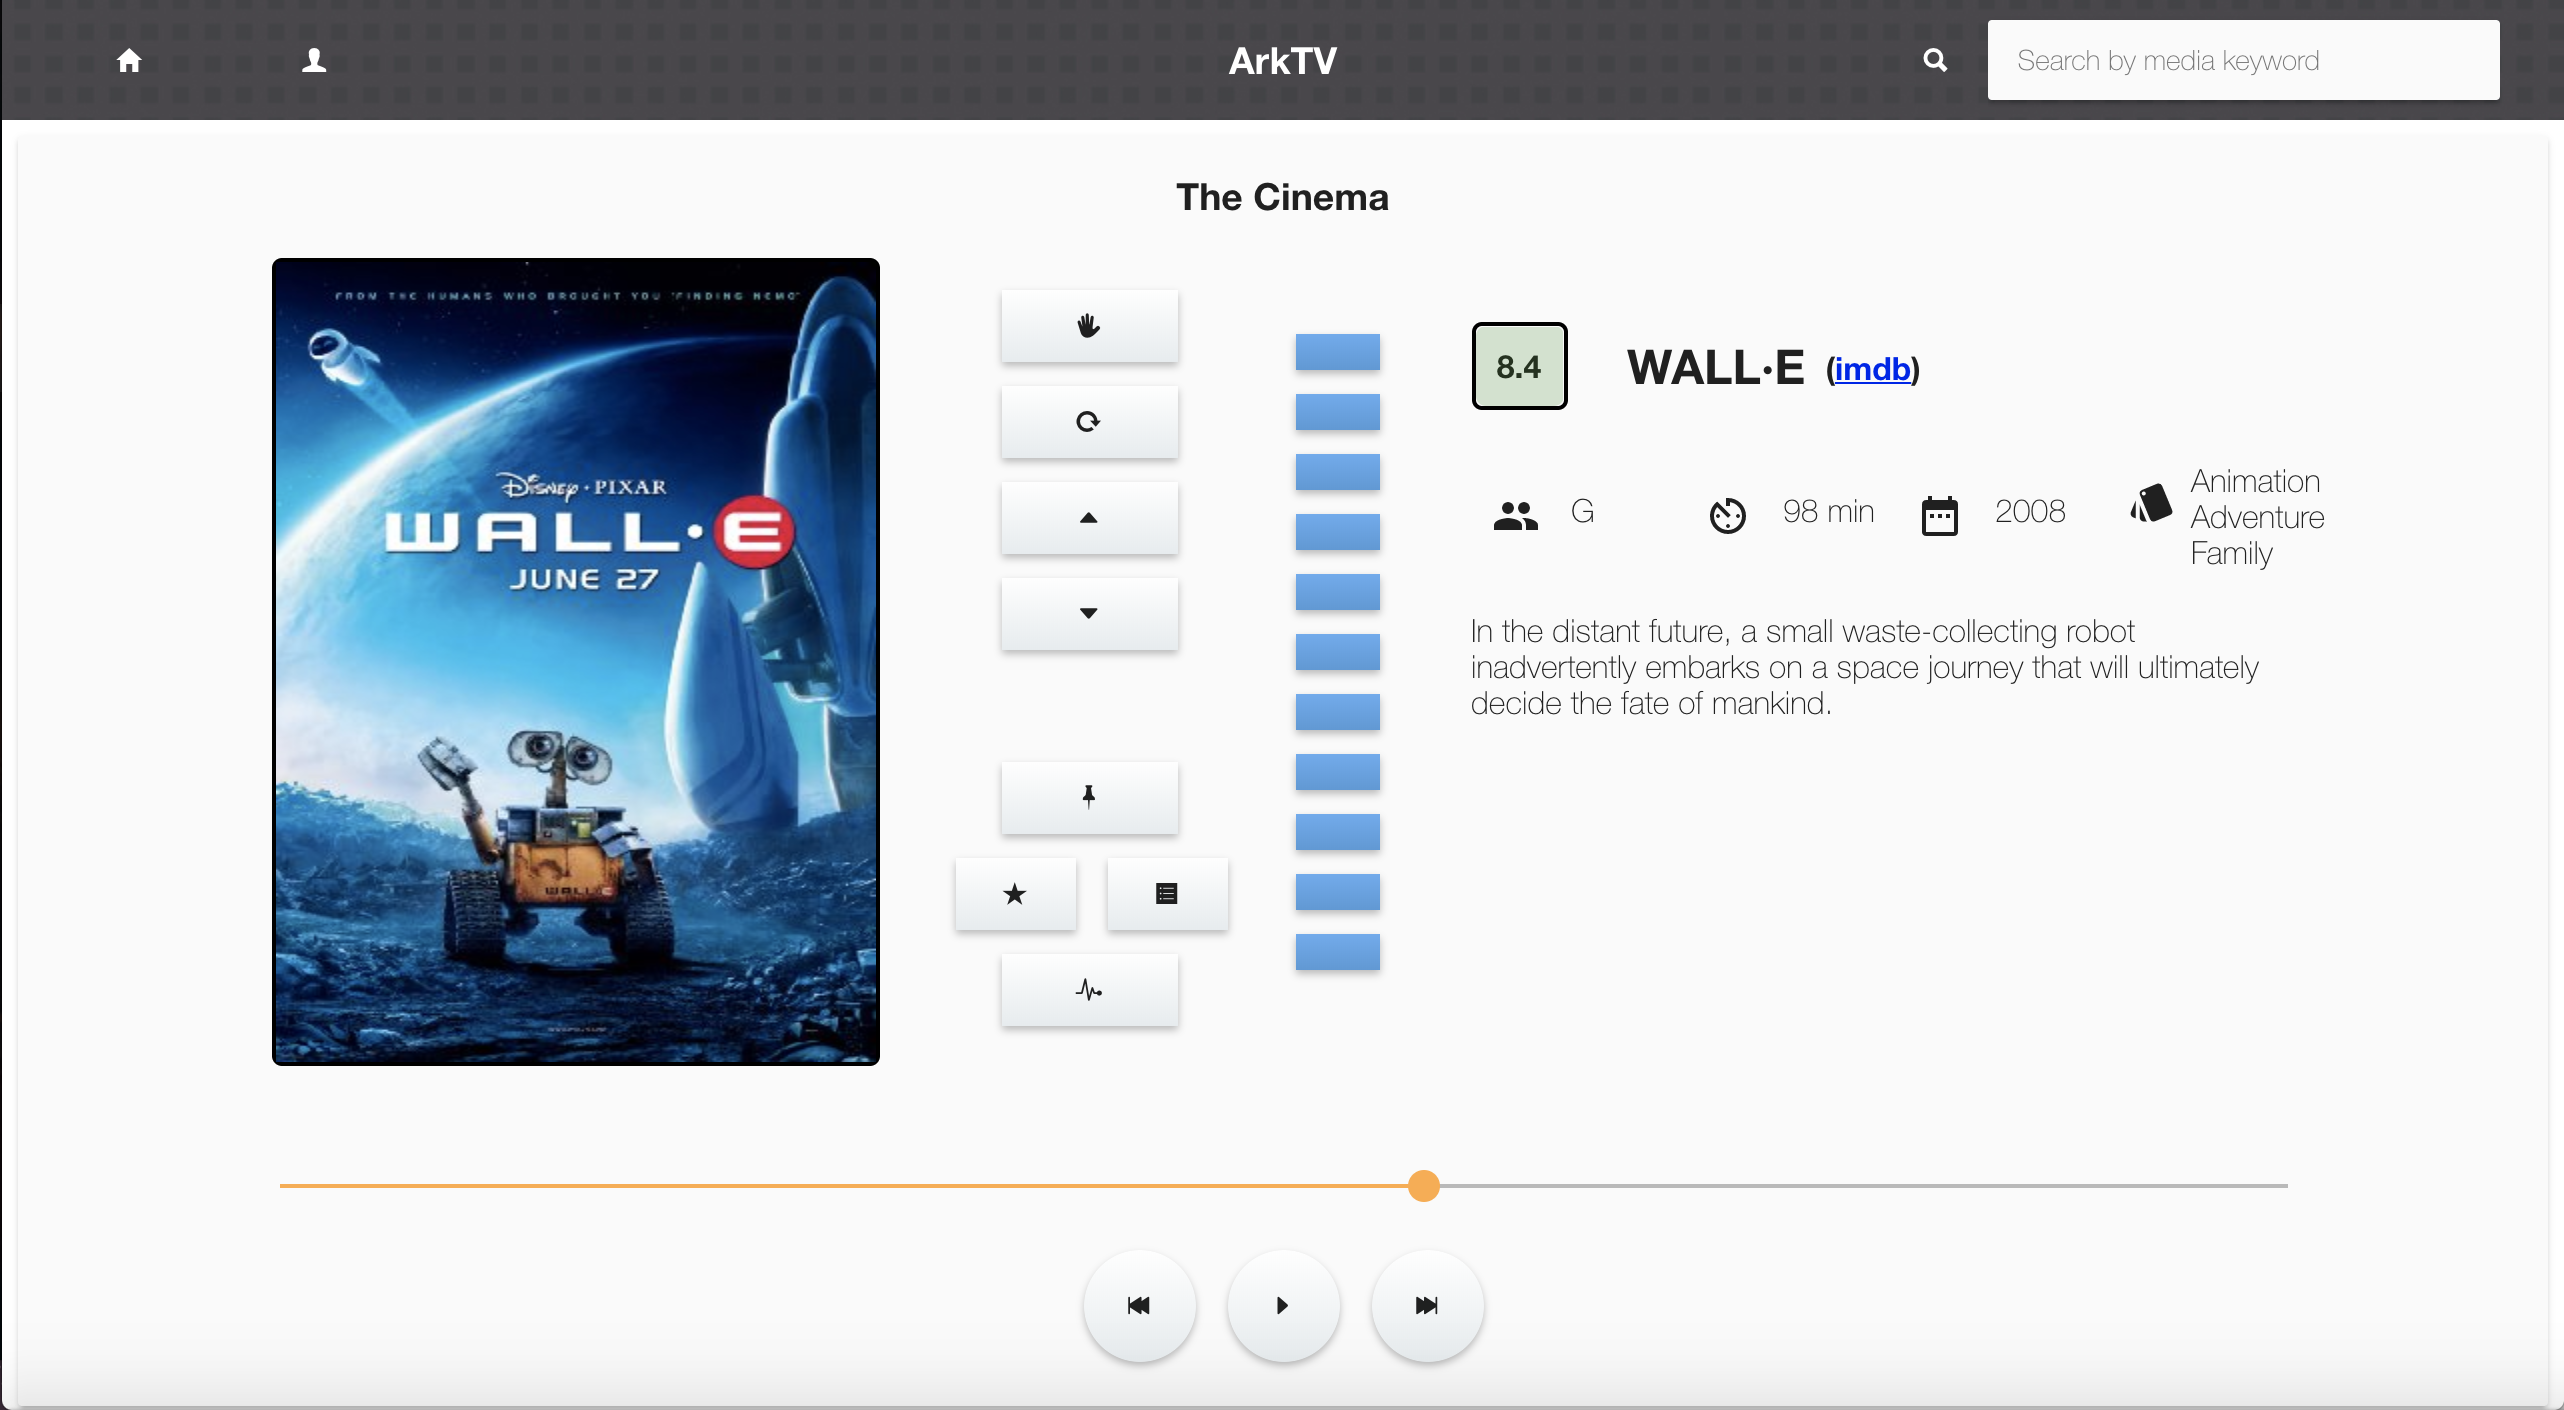 ArkTV
Search by media keyword
The Cinema
FROM THE HUMANS WHO BROUGHT YOU "FINDING NEMO"
Disney · PIXAR
WALL·E
JUNE 27
WALL·E
8.4
WALL·E (imdb)
G
98 min
2008
Animation
Adventure
Family
In the distant future, a small waste-collecting robot
inadvertently embarks on a space journey that will ultimately
decide the fate of mankind.